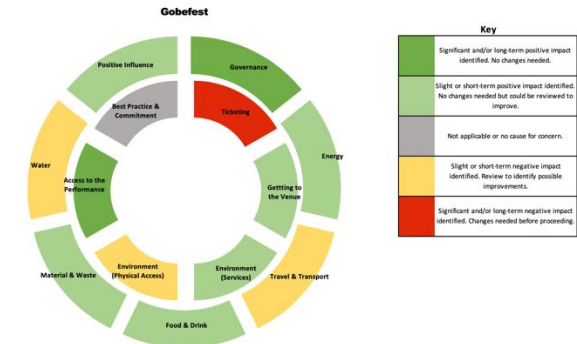 Gobefest
Positive Influence
Governance
Best Practice &
Commitment
Ticketing
Water
Energy
Access to the
Performance
Gettting to
the Venue
Environment
(Physical Access)
Environment
(Services)
Material & Waste
Travel & Transport
Food & Drink
Key
Significant and/or long-term positive impact
identified. No changes needed.
Slight or short-term positive impact identified.
No changes needed but could be reviewed to
improve.
Not applicable or no cause for concern.
Slight or short-term negative impact
identified. Review to identify possible
improvements.
Significant and/or long-term negative impact
identified. Changes needed before proceeding.